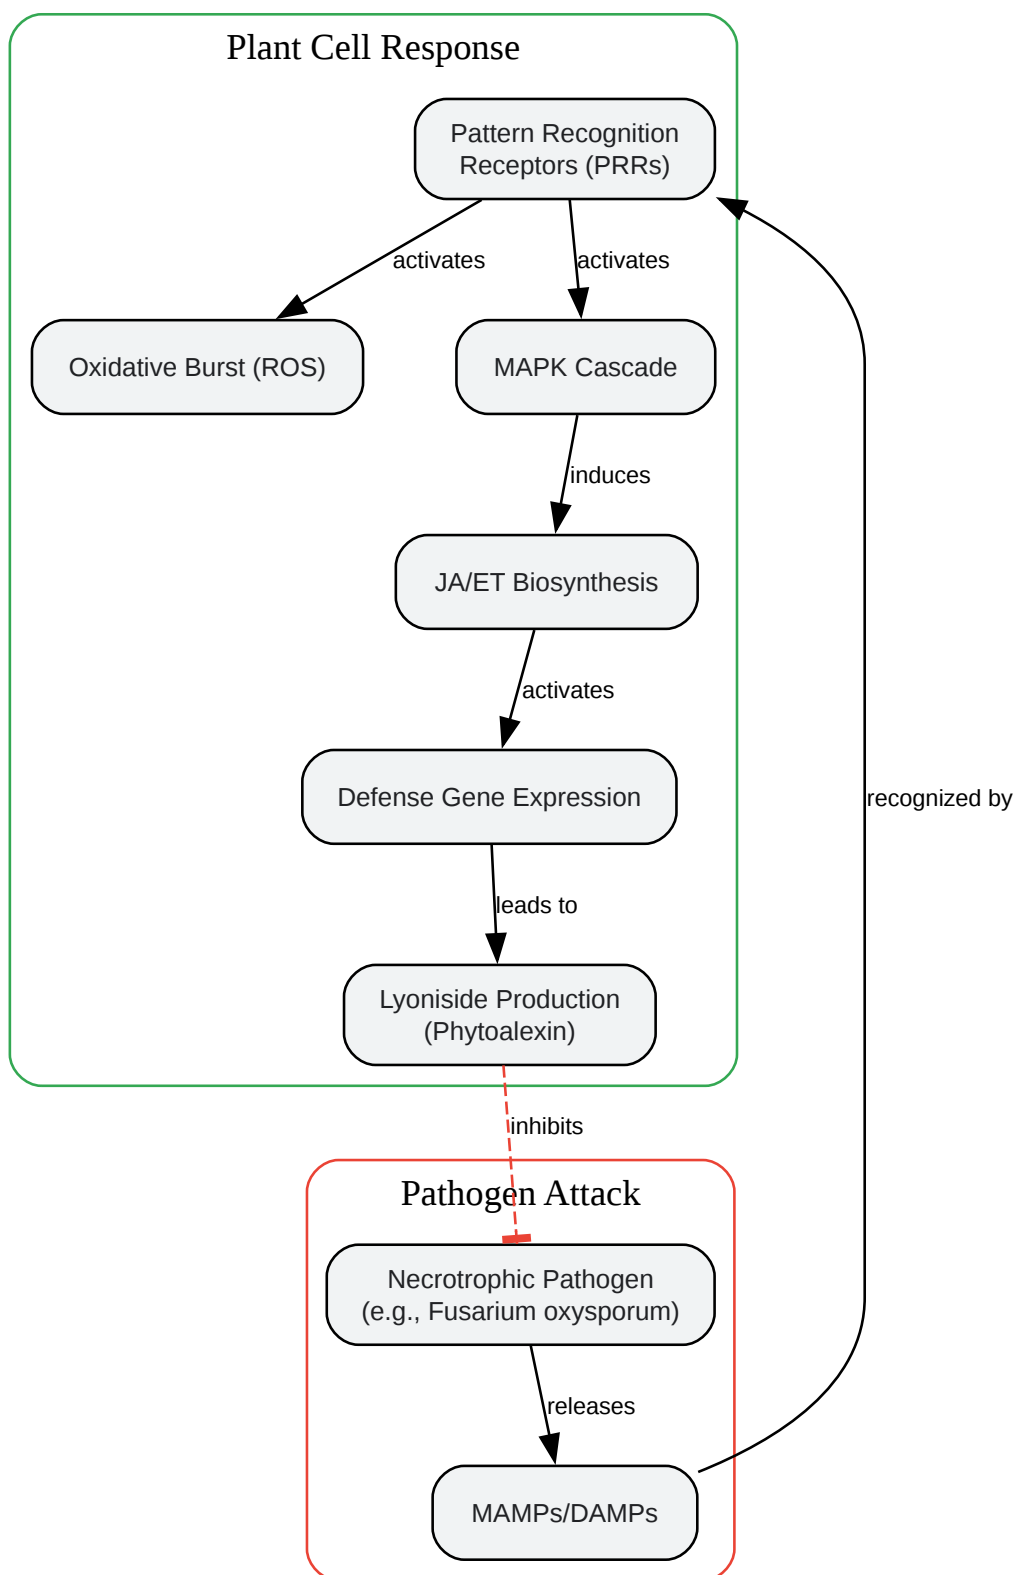 Plant Cell Response
Pattern Recognition
Receptors (PRRs)
activates
activates
Oxidative Burst (ROS)
MAPK Cascade
induces
JA/ET Biosynthesis
activates
Defense Gene Expression
recognized by
leads to
Lyoniside Production
(Phytoalexin)
inhibits
Pathogen Attack
Necrotrophic Pathogen
(e.g., Fusarium oxysporum)
releases
MAMPs/DAMPs